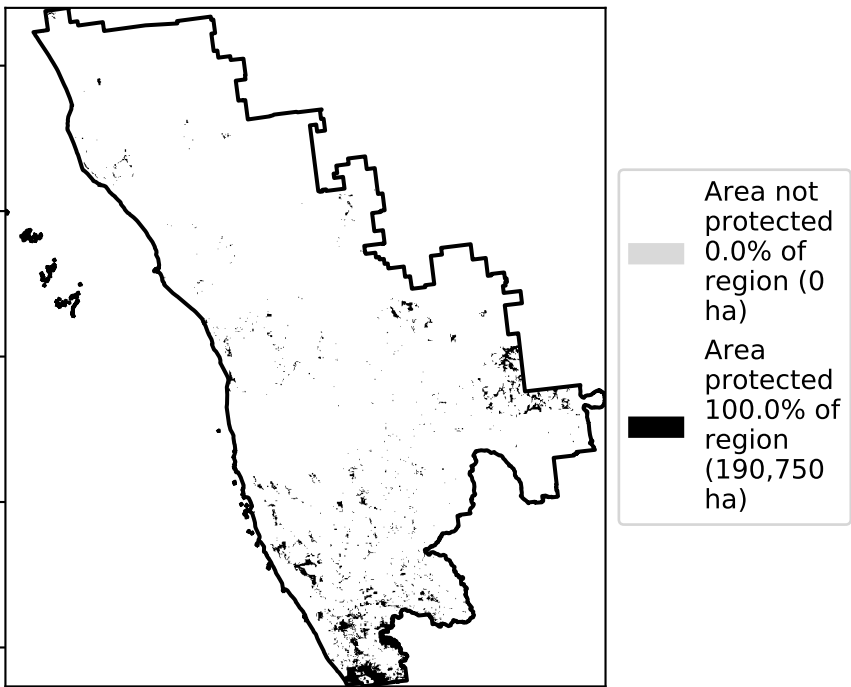 Area not
protected
0.0% of
region (0
ha)
Area
protected
100.0% of
region
(190,750
ha)